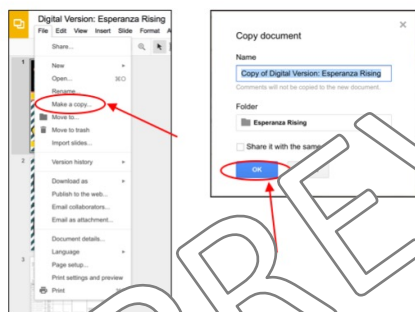 Digital Version: Esperanza Rising
File Edit View Insert Slide Format A
Share...
New
Open... ⌘O
Rename...
Make a copy...
Move to...
Move to trash
Import slides...
Version history
Download as
Publish to the web...
Email collaborators...
Email as attachment...
Document details...
Language
Page setup...
Print settings and preview
Print
1
2
3
Copy document
Name
Copy of Digital Version: Esperanza Rising
Comments will not be copied to the new document.
Folder
Esperanza Rising
Share it with the same
OK